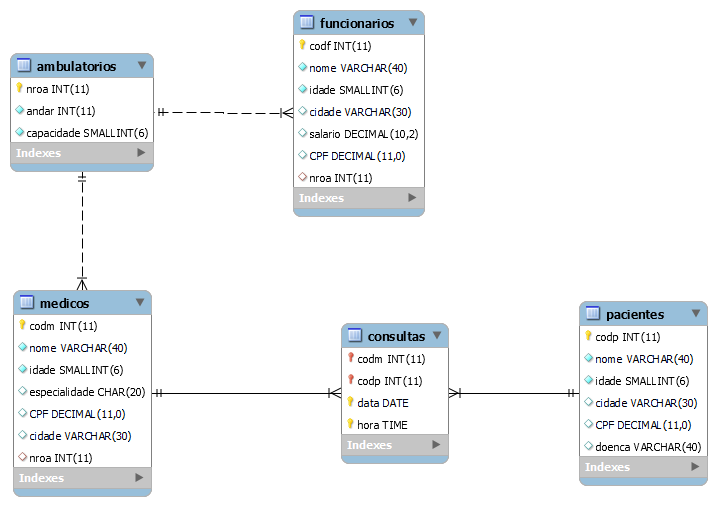 funcionarios
codf INT(11)
nome VARCHAR(40)
idade SMALLINT(6)
cidade VARCHAR(30)
salario DECIMAL(10,2)
CPF DECIMAL(11,0)
nroa INT(11)
Indexes
ambulatorios
nroa INT(11)
andar INT(11)
capacidade SMALLINT(6)
Indexes
medicos
codm INT(11)
nome VARCHAR(40)
idade SMALLINT(6)
especialidade CHAR(20)
CPF DECIMAL(11,0)
cidade VARCHAR(30)
nroa INT(11)
Indexes
consultas
codm INT(11)
codp INT(11)
data DATE
hora TIME
Indexes
pacientes
codp INT(11)
nome VARCHAR(40)
idade SMALLINT(6)
cidade VARCHAR(30)
CPF DECIMAL(11,0)
doenca VARCHAR(40)
Indexes